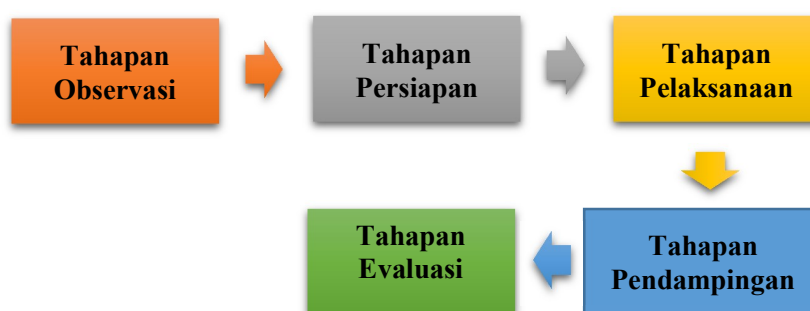 Tahapan
Observasi
Tahapan
Persiapan
Tahapan
Pelaksanaan
Tahapan
Pendampingan
Tahapan
Evaluasi